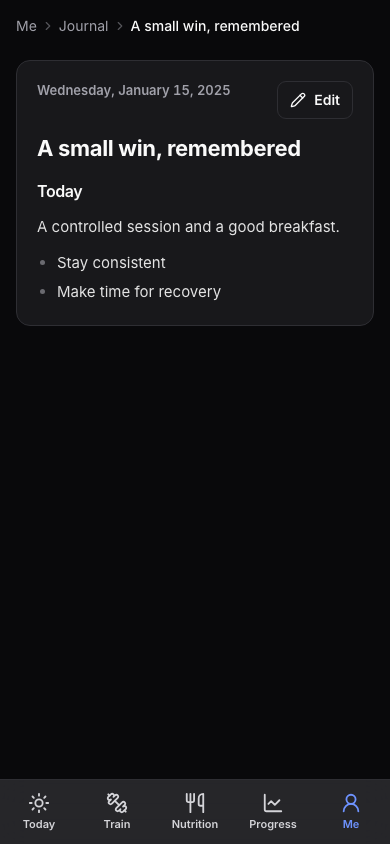 Me > Journal > A small win, remembered
Wednesday, January 15, 2025
Edit
A small win, remembered
Today
A controlled session and a good breakfast.
• Stay consistent
• Make time for recovery
Today Train Nutrition Progress Me